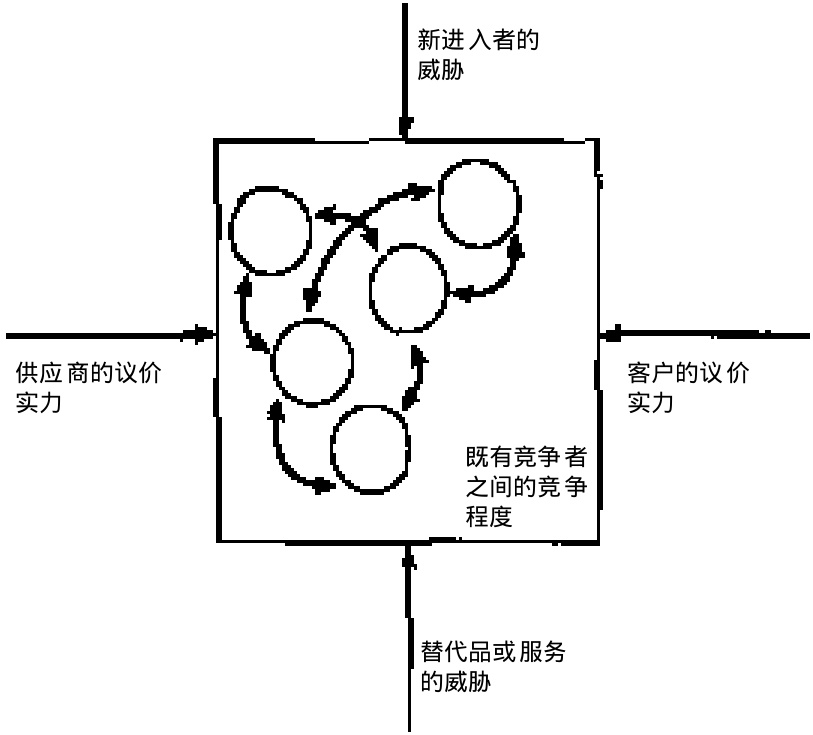 新进入者的
威胁
供应商的议价
实力
客户的议价
实力
既有竞争者
之间的竞争
程度
替代品或服务
的威胁